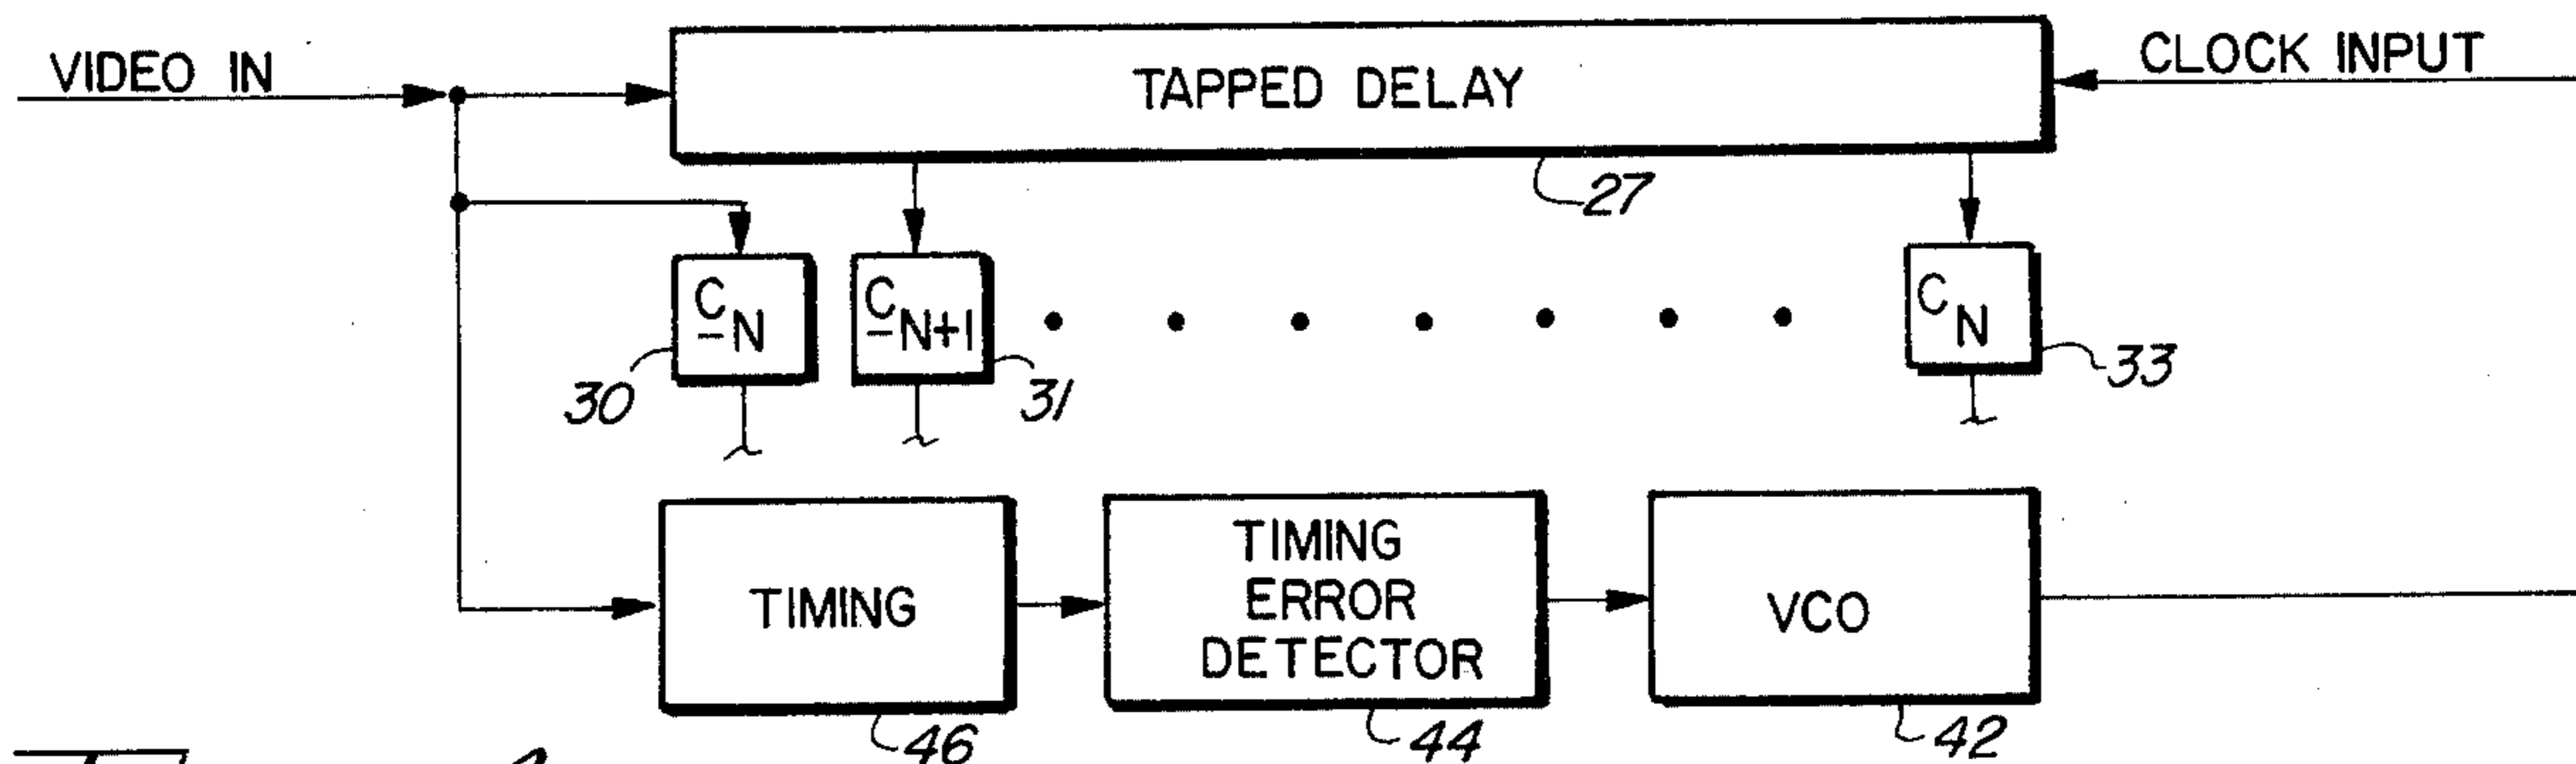 VIDEO IN
TAPPED DELAY
CLOCK INPUT
27
C-N
C-N+1
CN
30
31
33
TIMING
TIMING
ERROR
DETECTOR
VCO
46
44
42